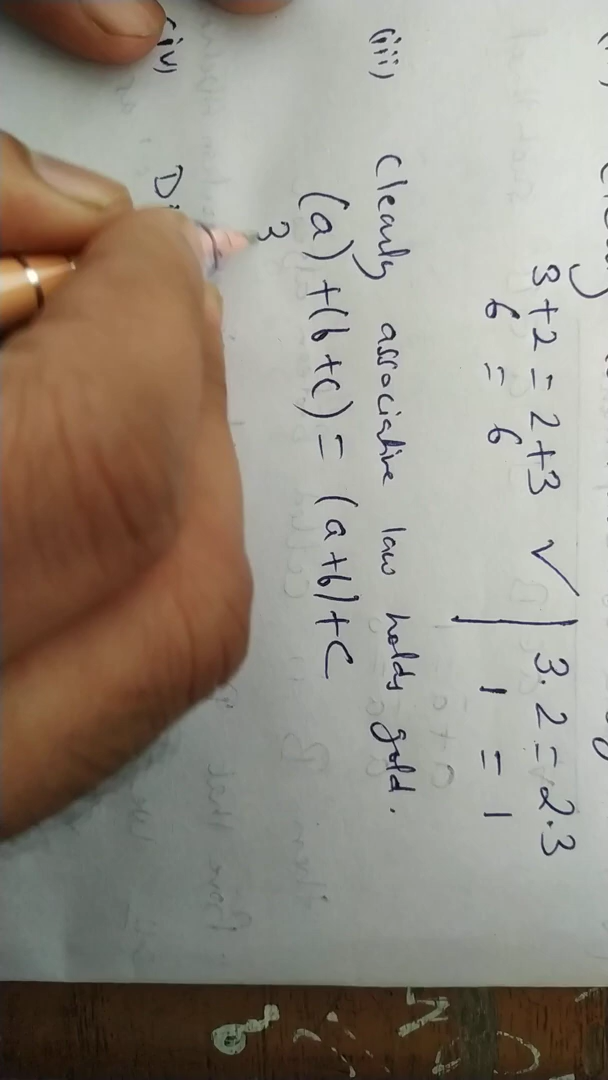 3+2 = 2+3 ✓ | 3.2 = 2.3
6 = 6 1 = 1
(iii) Clearly associative law holds gold.
(a) + (b+c) = (a+b)+c
3
(iv) D